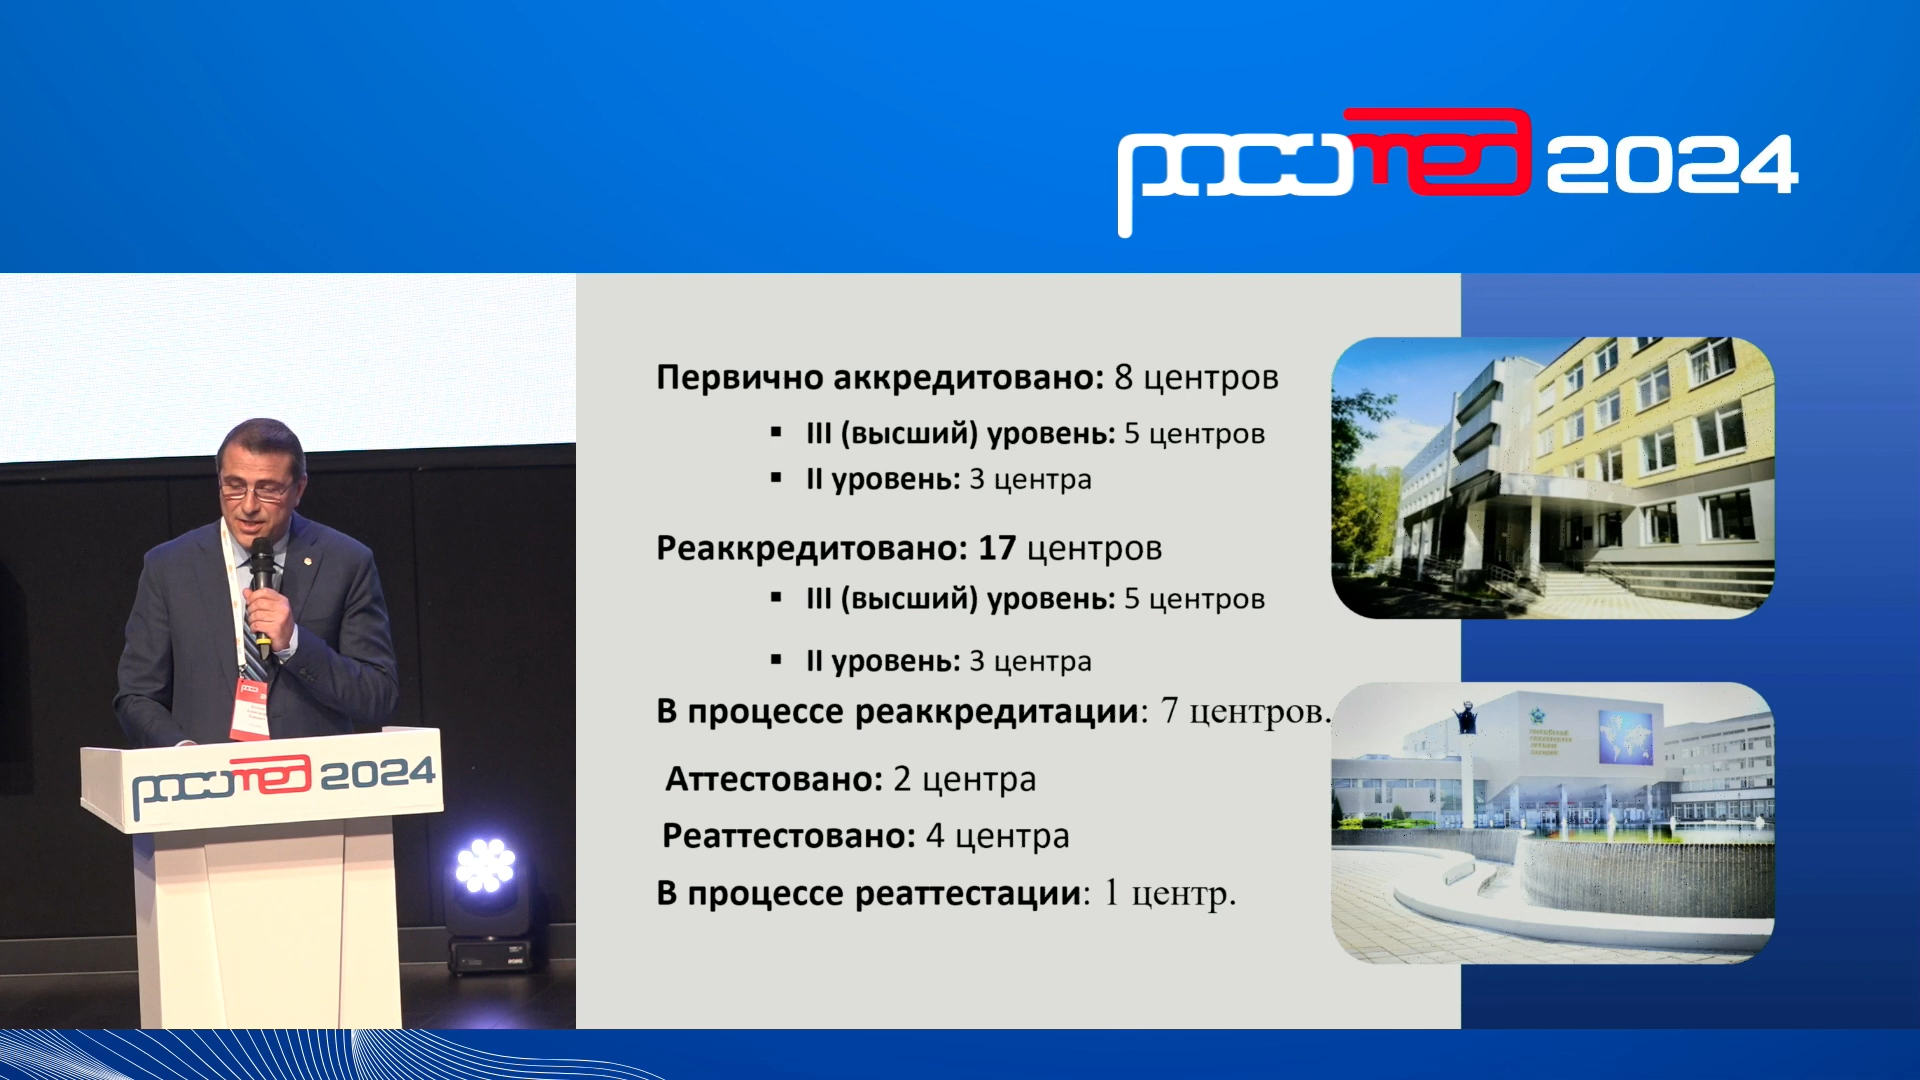 росомед 2024
Первично аккредитовано: 8 центров
▪ III (высший) уровень: 5 центров
▪ II уровень: 3 центра
Реаккредитовано: 17 центров
▪ III (высший) уровень: 5 центров
▪ II уровень: 3 центра
В процессе реаккредитации: 7 центров.
Аттестовано: 2 центра
Реаттестовано: 4 центра
В процессе реаттестации: 1 центр.
росомед 2024